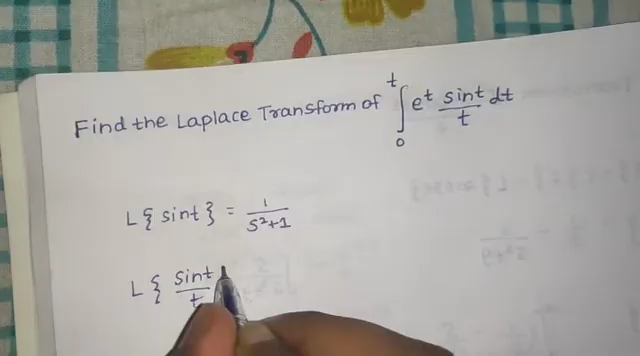 Find the Laplace Transform of ∫₀ᵗ eᵗ sint/t dt
L{sint} = 1/(S²+1)
L{sint/t